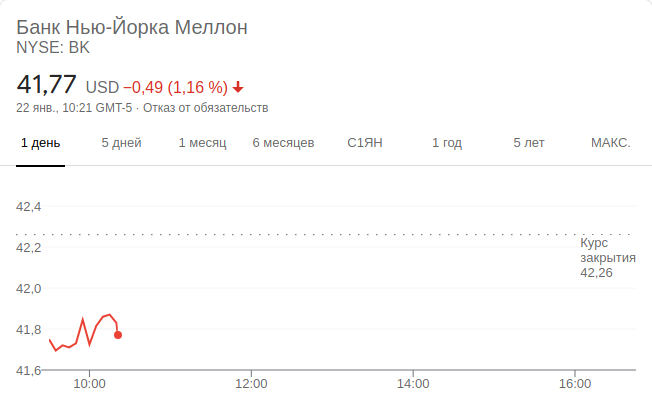 Банк Нью-Йорка Меллон
NYSE: BK
41,77 USD −0,49 (1,16 %)
22 янв., 10:21 GMT-5 · Отказ от обязательств
1 день 5 дней 1 месяц 6 месяцев С1ЯН 1 год 5 лет МАКС.
42,4
42,2
42,0
41,8
41,6
Курс
закрытия
42,26
10:00 12:00 14:00 16:00